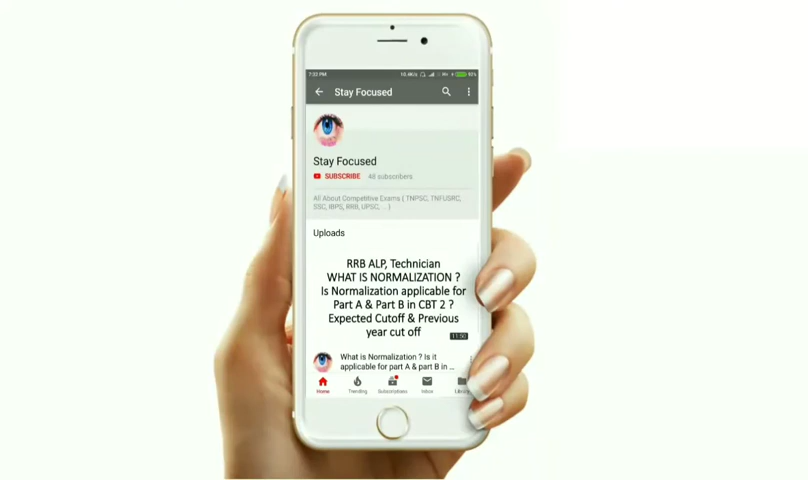 7:33 PM
Stay Focused
Stay Focused
SUBSCRIBE 48 subscribers
All About Competitive Exams ( TNPSC, TNFUSRC,
SSC, IBPS, RRB, UPSC, ... )
Uploads
RRB ALP, Technician
WHAT IS NORMALIZATION ?
Is Normalization applicable for
Part A & Part B in CBT 2 ?
Expected Cutoff & Previous
year cut off
11:50
What is Normalization ? Is it
applicable for part A & part B in ...
Home Trending Subscriptions Inbox